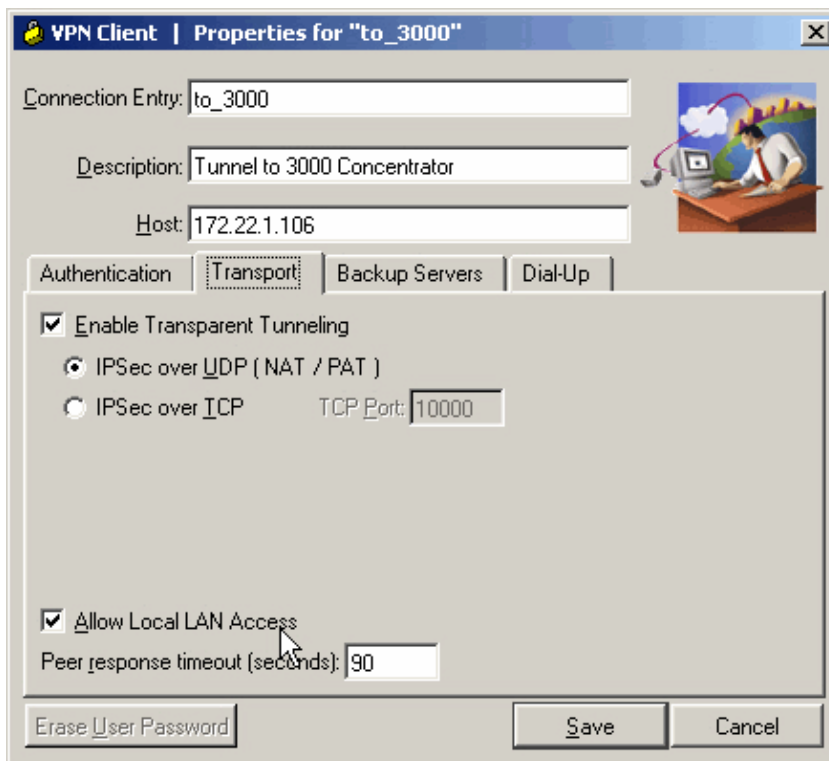 VPN Client | Properties for "to_3000"
Connection Entry: to_3000
Description: Tunnel to 3000 Concentrator
Host: 172.22.1.106
Authentication Transport Backup Servers Dial-Up
Enable Transparent Tunneling
IPSec over UDP ( NAT / PAT )
IPSec over TCP TCP Port: 10000
Allow Local LAN Access
Peer response timeout (seconds): 90
Erase User Password Save Cancel